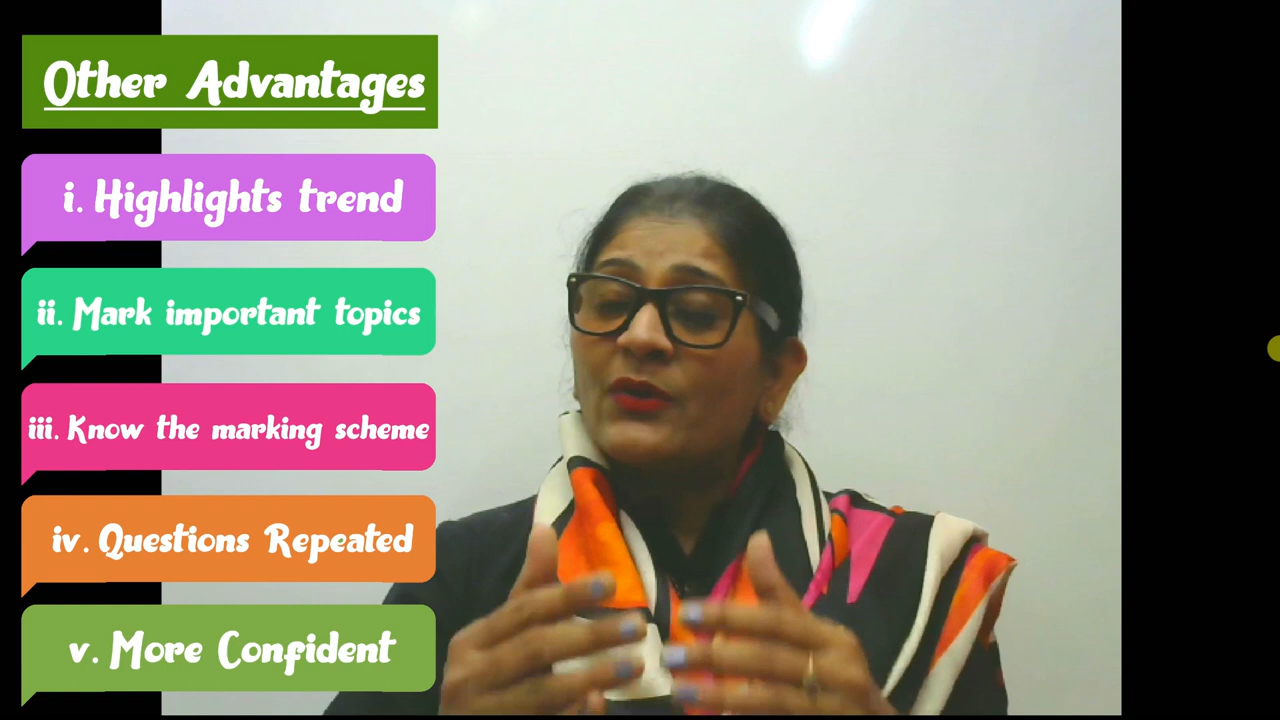 Other Advantages
i. Highlights trend
ii. Mark important topics
iii. Know the marking scheme
iv. Questions Repeated
v. More Confident